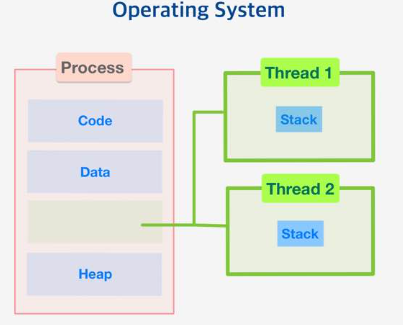 Operating System
Process
Code
Data
Heap
Thread 1
Stack
Thread 2
Stack